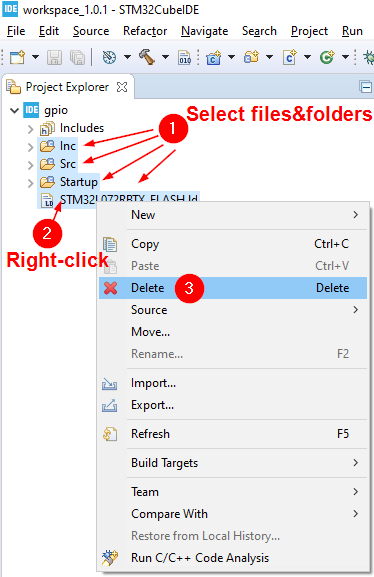 IDE workspace_1.0.1 - STM32CubeIDE
File Edit Source Refactor Navigate Search Project Run
Project Explorer
IDE gpio
Includes
1 Select files&folders
Inc
Src
Startup
STM32L072RBTX_FLASH.ld
2
Right-click
New
Copy Ctrl+C
Paste Ctrl+V
Delete 3 Delete
Source
Move...
Rename... F2
Import...
Export...
Refresh F5
Build Targets
Team
Compare With
Restore from Local History...
Run C/C++ Code Analysis